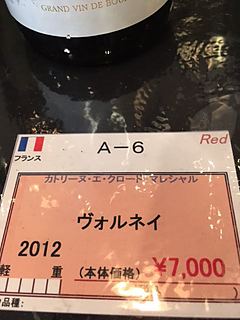 GRAND VIN DE BOU
フランス
A-6
Red
カトリーヌ・エ・クロード・マレシャル
ヴォルネイ
2012
軽 重 (本体価格) ¥7,000
品種: